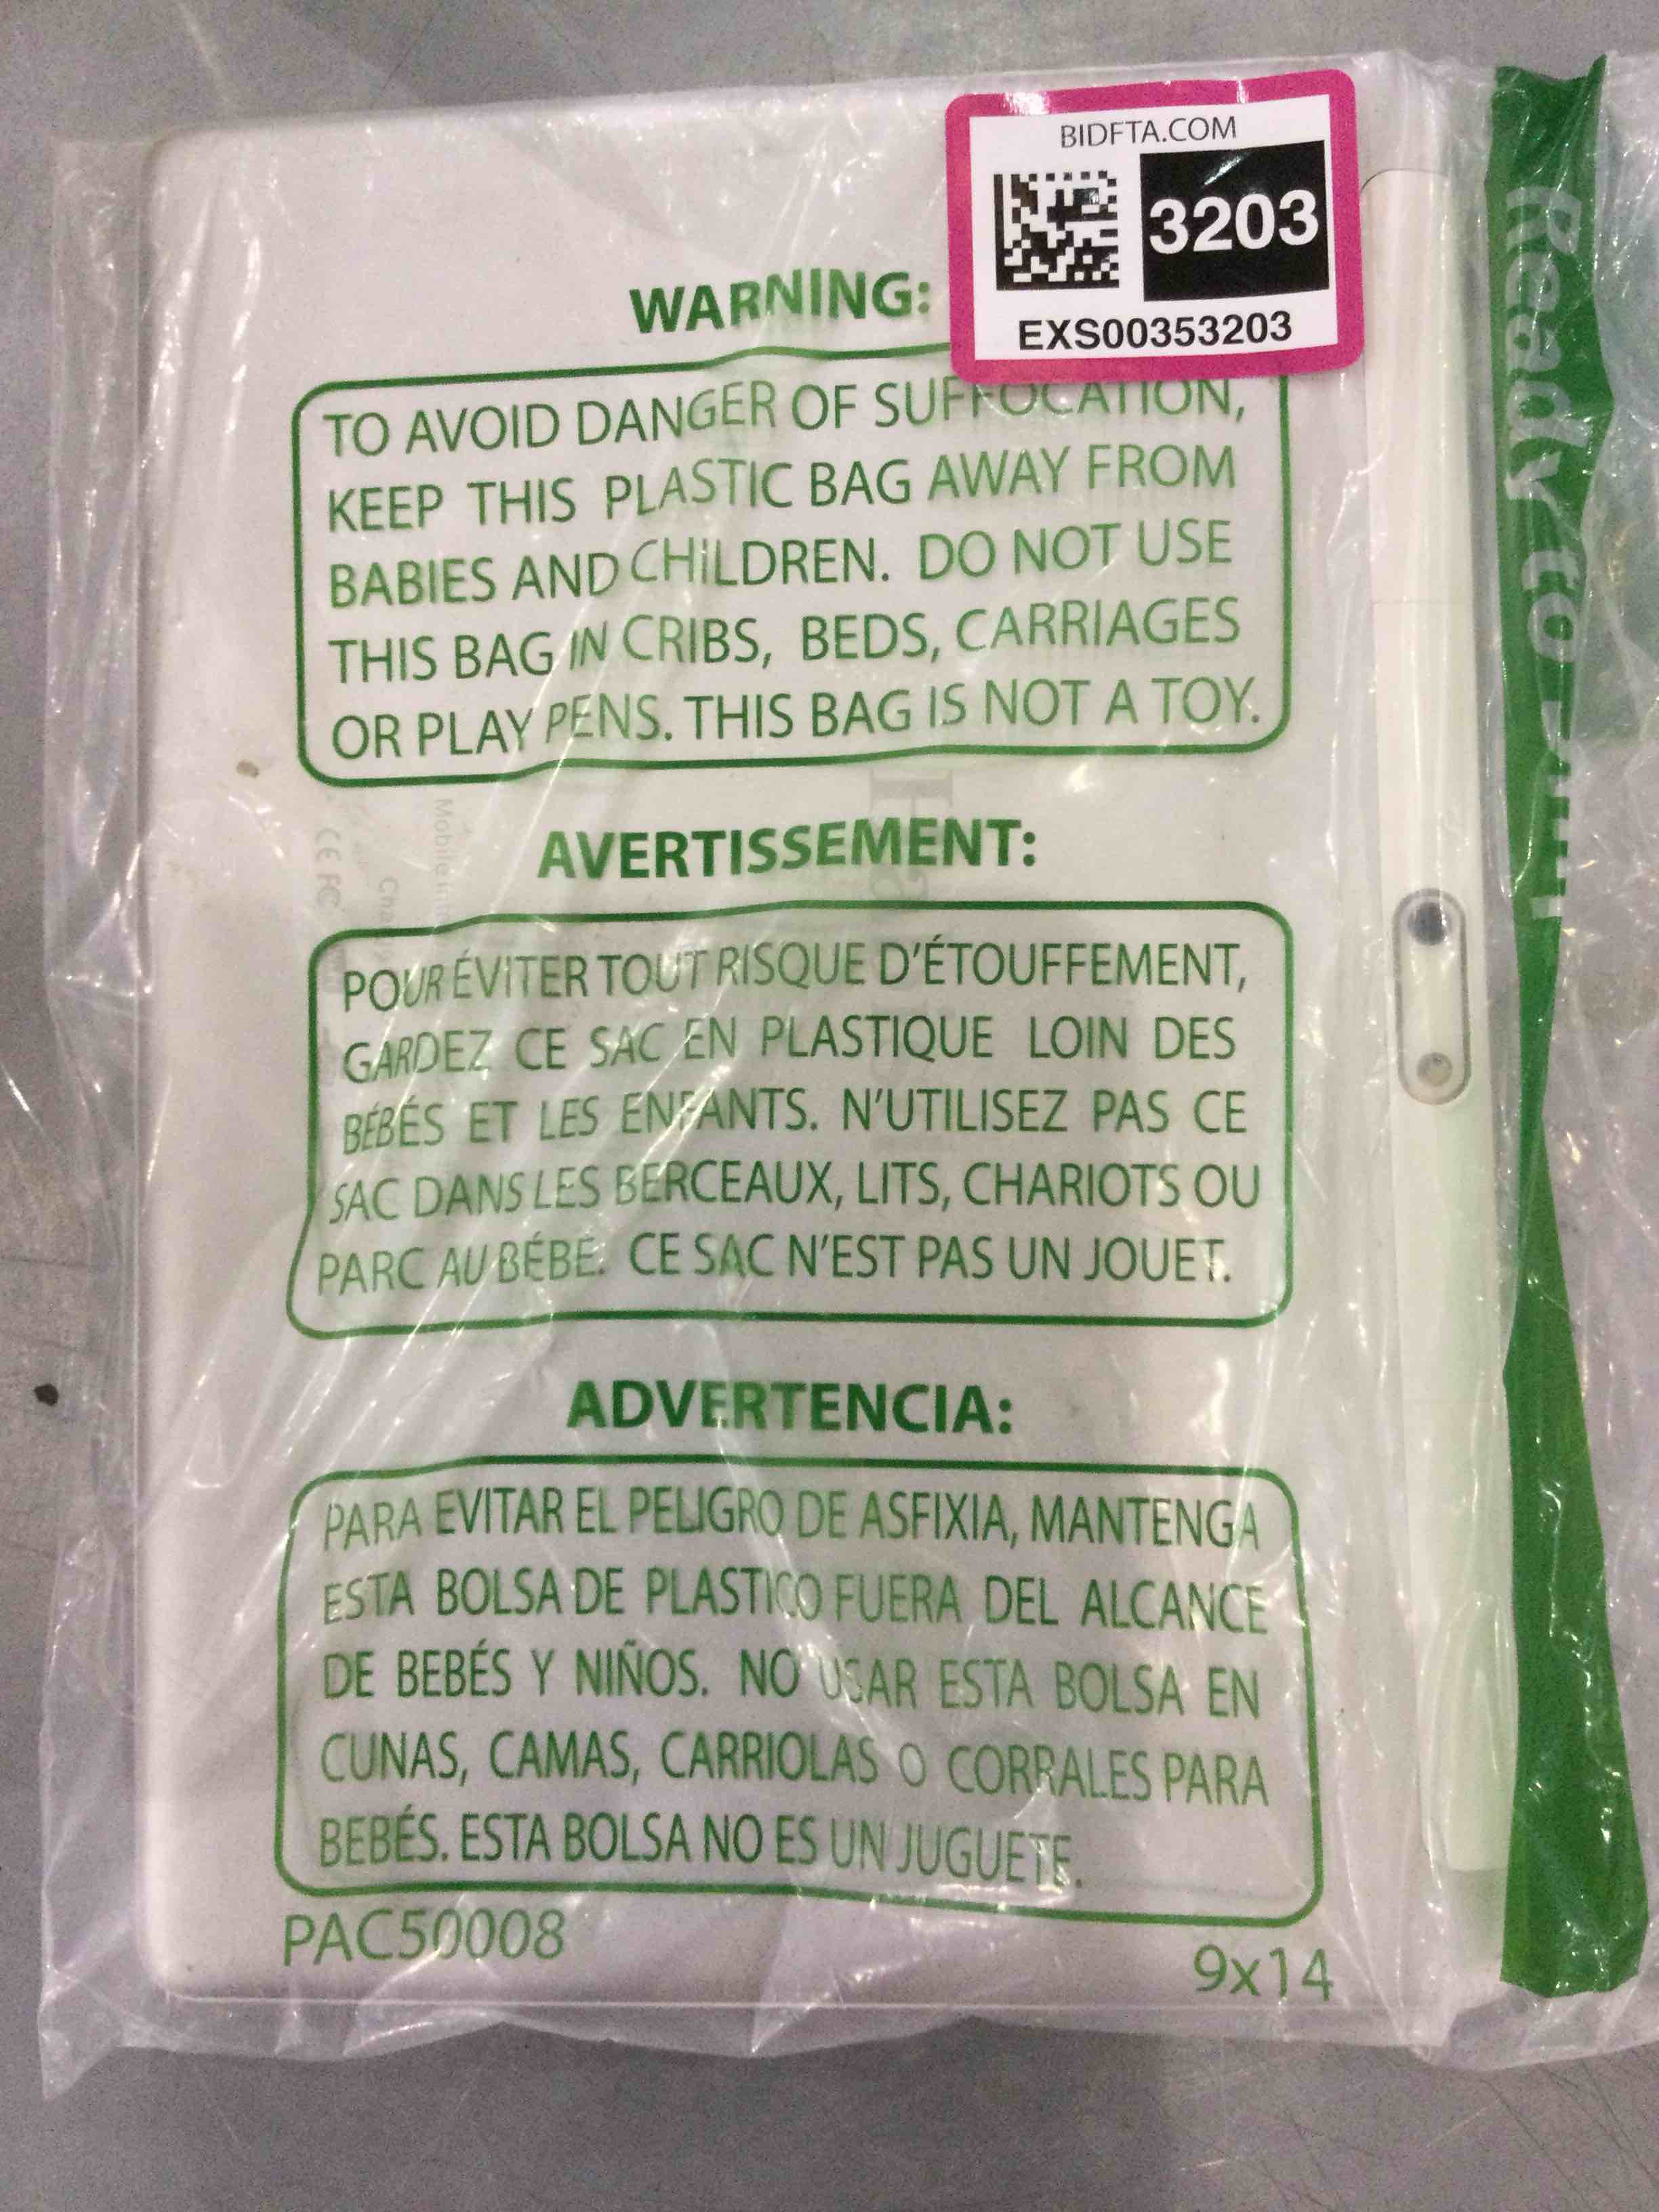 BIDFTA.COM
3203
EXS00353203
WARNING:
TO AVOID DANGER OF SUFFOCATION,
KEEP THIS PLASTIC BAG AWAY FROM
BABIES AND CHILDREN. DO NOT USE
THIS BAG IN CRIBS, BEDS, CARRIAGES
OR PLAY PENS. THIS BAG IS NOT A TOY.
AVERTISSEMENT:
POUR ÉVITER TOUT RISQUE D'ÉTOUFFEMENT,
GARDEZ CE SAC EN PLASTIQUE LOIN DES
BÉBÉS ET LES ENFANTS. N'UTILISEZ PAS CE
SAC DANS LES BERCEAUX, LITS, CHARIOTS OU
PARC AU BÉBÉ. CE SAC N'EST PAS UN JOUET.
ADVERTENCIA:
PARA EVITAR EL PELIGRO DE ASFIXIA, MANTENGA
ESTA BOLSA DE PLASTICO FUERA DEL ALCANCE
DE BEBÉS Y NIÑOS. NO USAR ESTA BOLSA EN
CUNAS, CAMAS, CARRIOLAS O CORRALES PARA
BEBÉS. ESTA BOLSA NO ES UN JUGUETE.
PAC50008
9x14
Ready to
Mobile
CE FC